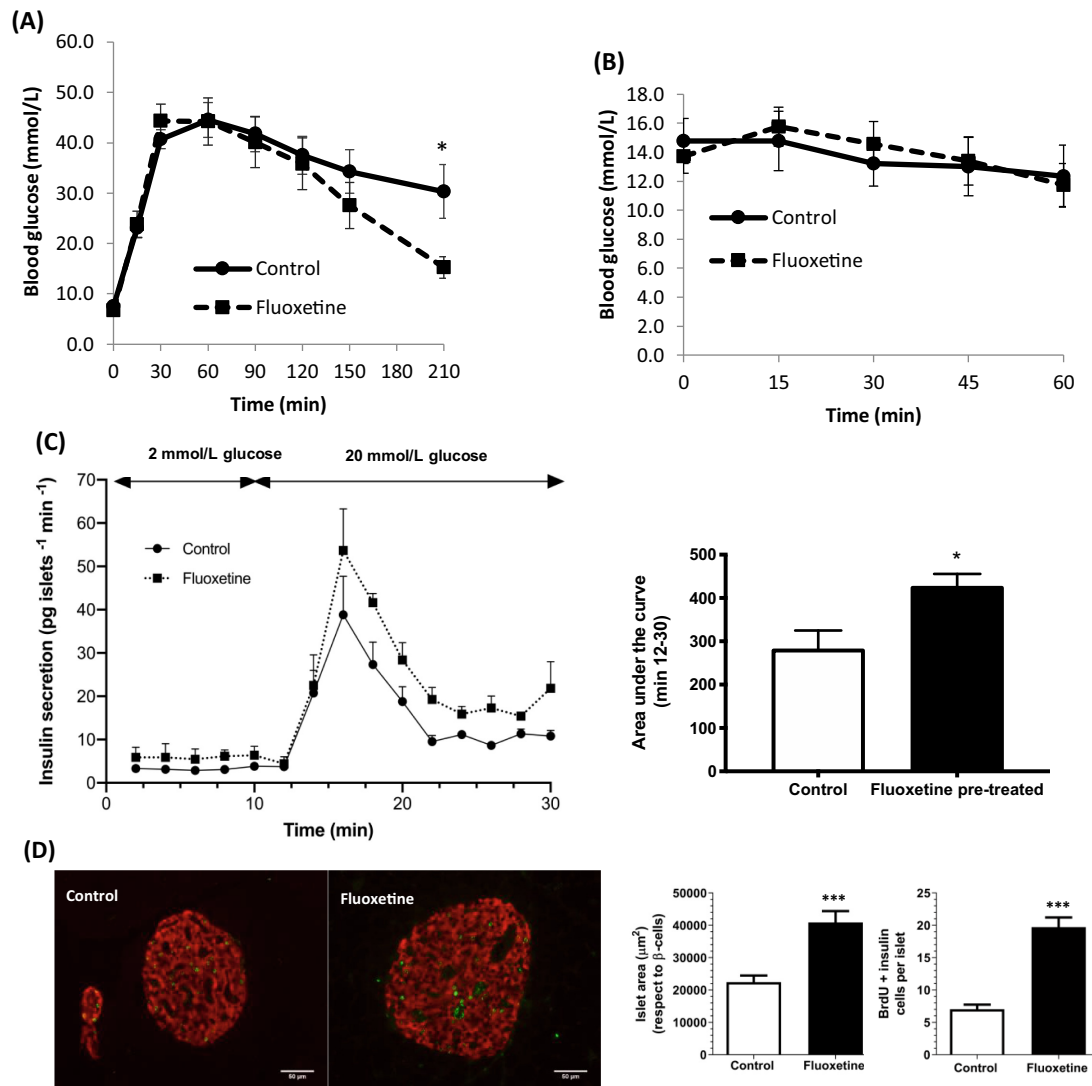 (A)
60.0
50.0
40.0
30.0
20.0
10.0
0.0
Blood glucose (mmol/L)
*
Control
Fluoxetine
0 30 60 90 120 150 180 210
Time (min)
(B)
18.0
16.0
14.0
12.0
10.0
8.0
6.0
4.0
2.0
0.0
Blood glucose (mmol/L)
Control
Fluoxetine
0 15 30 45 60
Time (min)
(C)
2 mmol/L glucose 20 mmol/L glucose
70
60
50
40
30
20
10
0
Insulin secretion (pg islets -1 min -1)
Control
Fluoxetine
0 10 20 30
Time (min)
500
400
300
200
100
0
Area under the curve
(min 12-30)
*
Control Fluoxetine pre-treated
(D)
Control
50 μm
Fluoxetine
50 μm
50000
40000
30000
20000
10000
0
Islet area (μm2)
(respect to β-cells)
***
Control Fluoxetine
25
20
15
10
5
0
BrdU + insulin
cells per islet
***
Control Fluoxetine